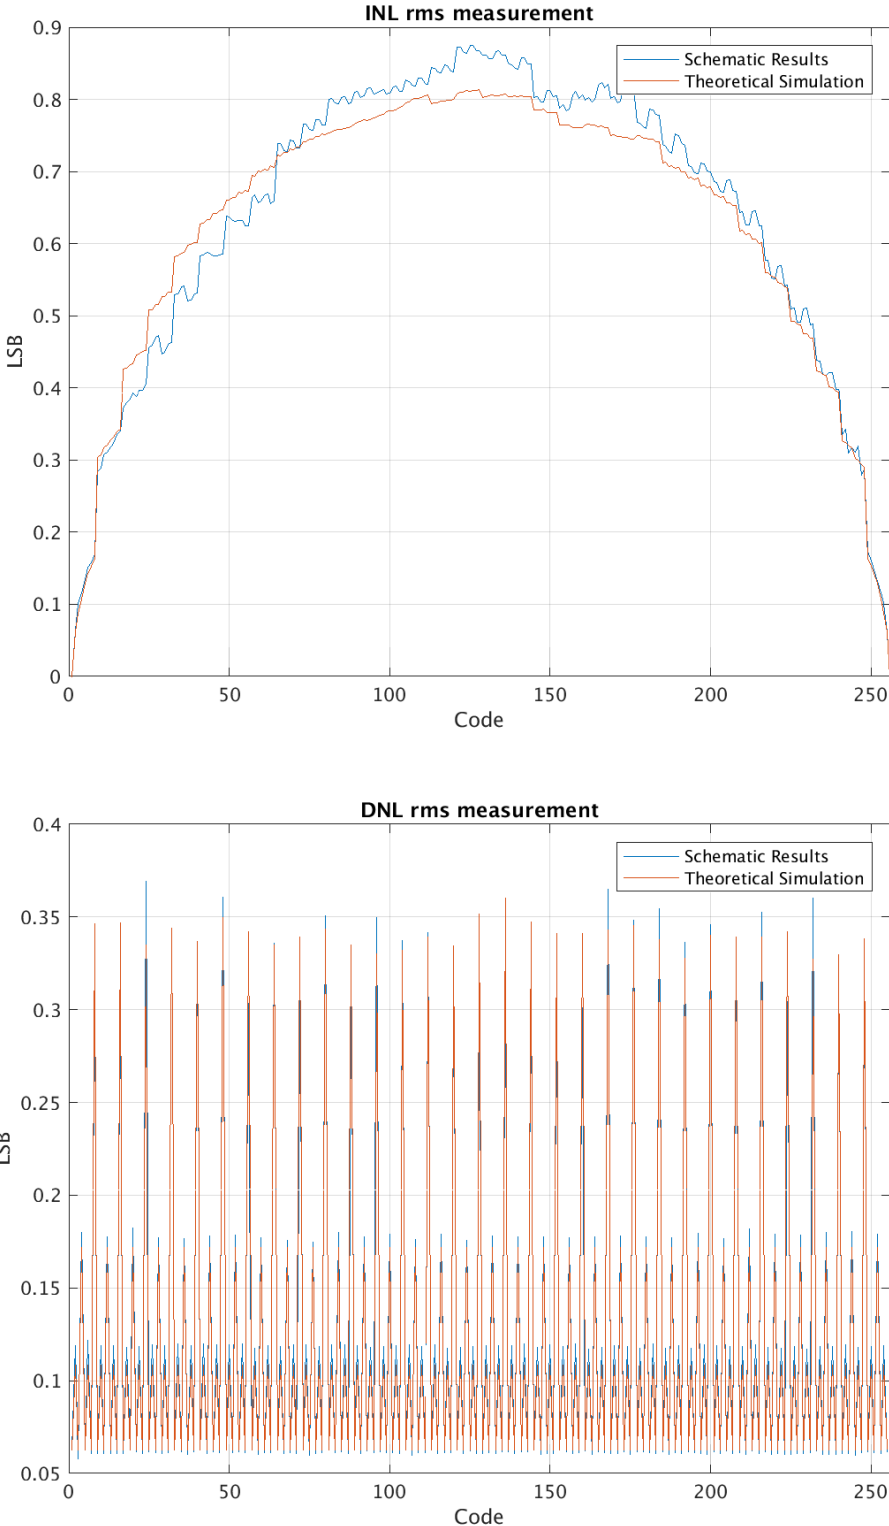 INL rms measurement
0.9
0.8
0.7
0.6
0.5
0.4
0.3
0.2
0.1
0
LSB
Schematic Results
Theoretical Simulation
0 50 100 150 200 250
Code
DNL rms measurement
0.4
0.35
0.3
0.25
0.2
0.15
0.1
0.05
LSB
Schematic Results
Theoretical Simulation
0 50 100 150 200 250
Code